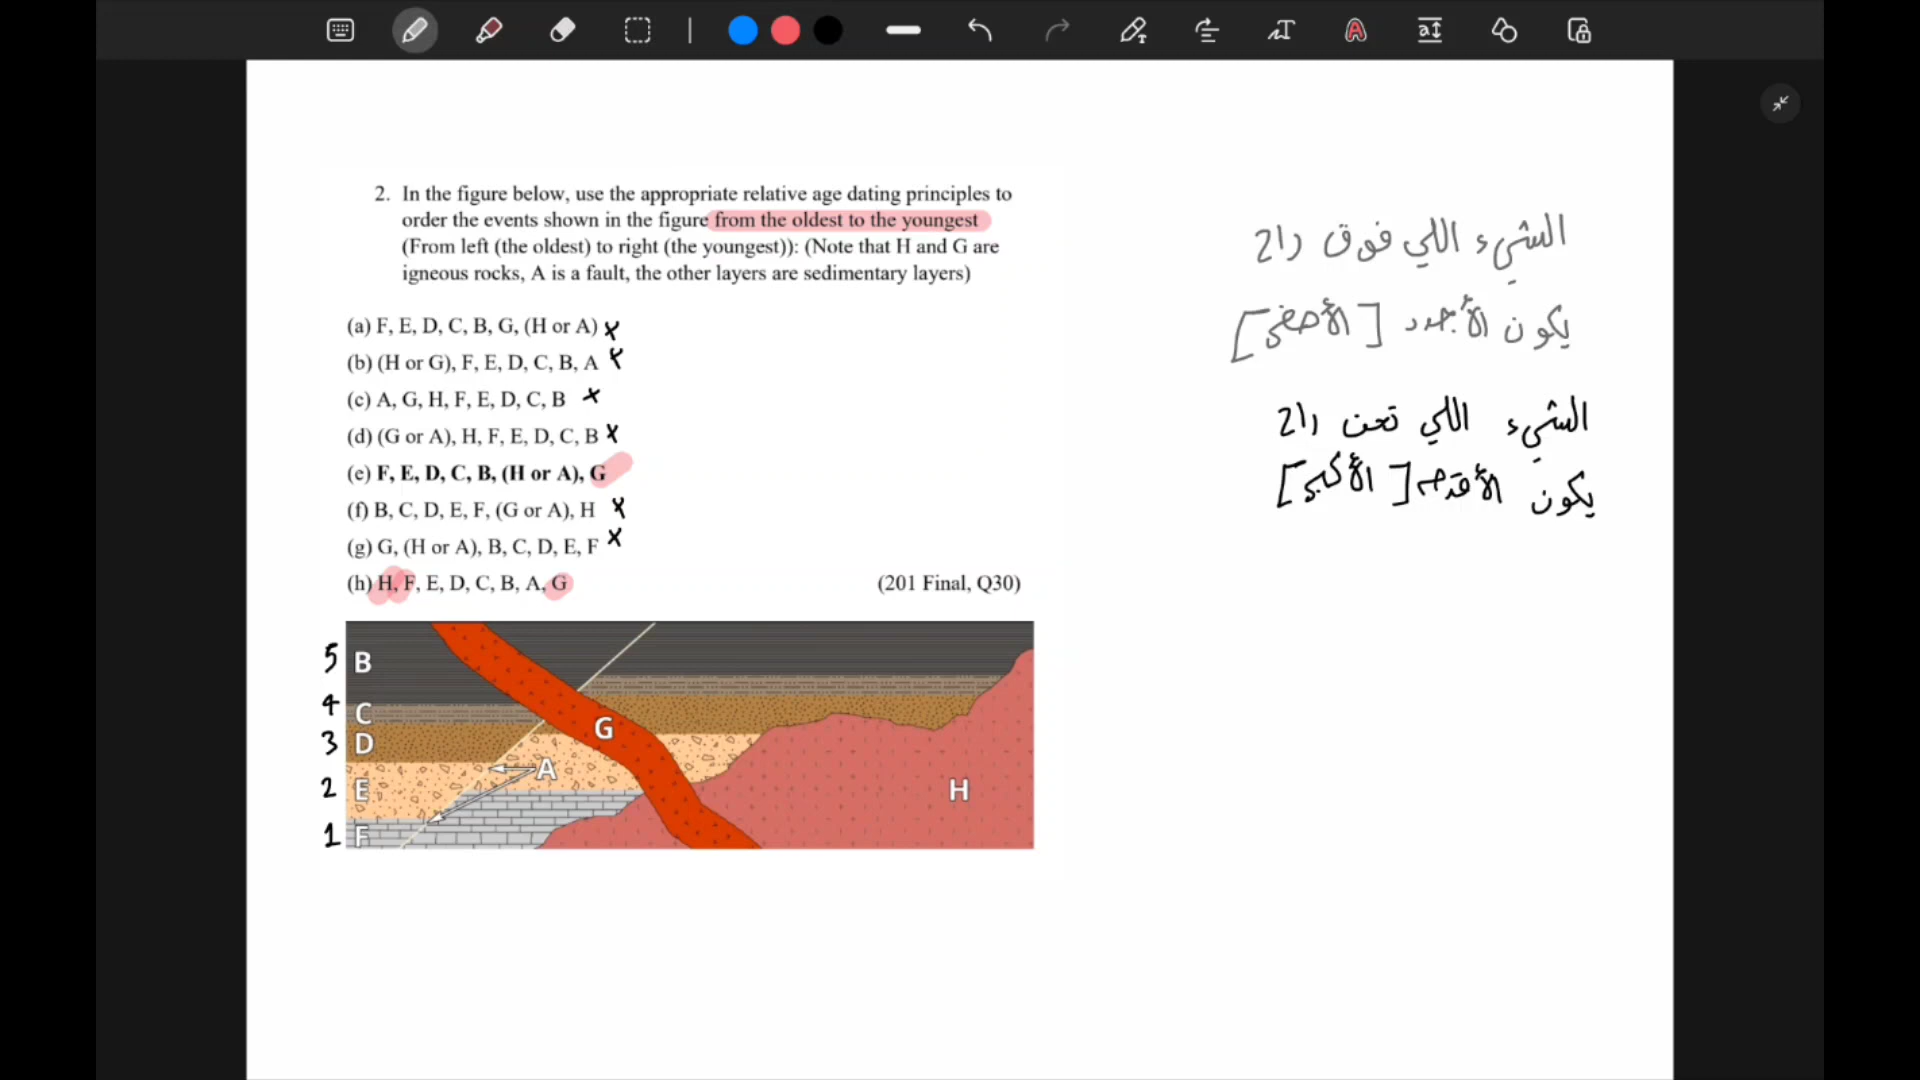 2. In the figure below, use the appropriate relative age dating principles to
order the events shown in the figure from the oldest to the youngest
(From left (the oldest) to right (the youngest)): (Note that H and G are
igneous rocks, A is a fault, the other layers are sedimentary layers)
(a) F, E, D, C, B, G, (H or A) x
(b) (H or G), F, E, D, C, B, A x
(c) A, G, H, F, E, D, C, B x
(d) (G or A), H, F, E, D, C, B x
(e) F, E, D, C, B, (H or A), G
(f) B, C, D, E, F, (G or A), H x
(g) G, (H or A), B, C, D, E, F x
(h) H, F, E, D, C, B, A, G
(201 Final, Q30)
5 B
4 C
3 D
2 E
1 F
G
A
H
الشيء اللي فوق راح
يكون الأجدد [الأصغر]
الشيء اللي تحت راح
يكون الأقدم [الأكبر]